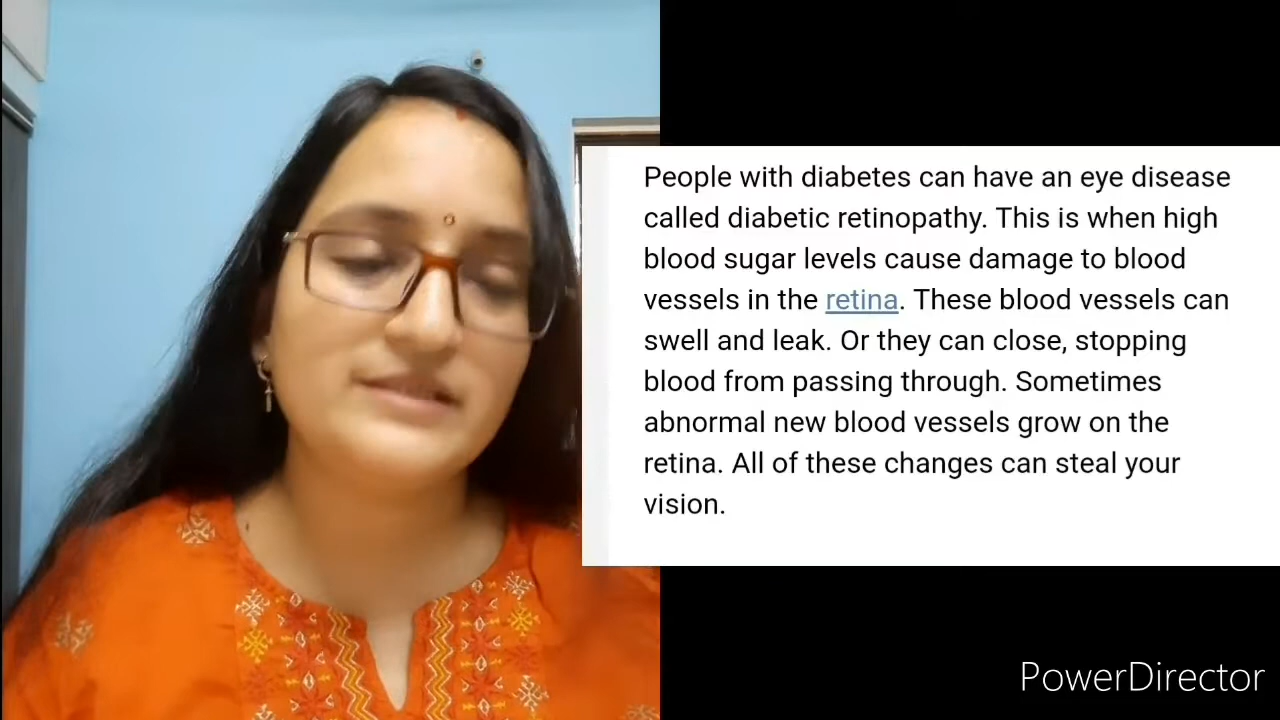 People with diabetes can have an eye disease
called diabetic retinopathy. This is when high
blood sugar levels cause damage to blood
vessels in the retina. These blood vessels can
swell and leak. Or they can close, stopping
blood from passing through. Sometimes
abnormal new blood vessels grow on the
retina. All of these changes can steal your
vision.
PowerDirector